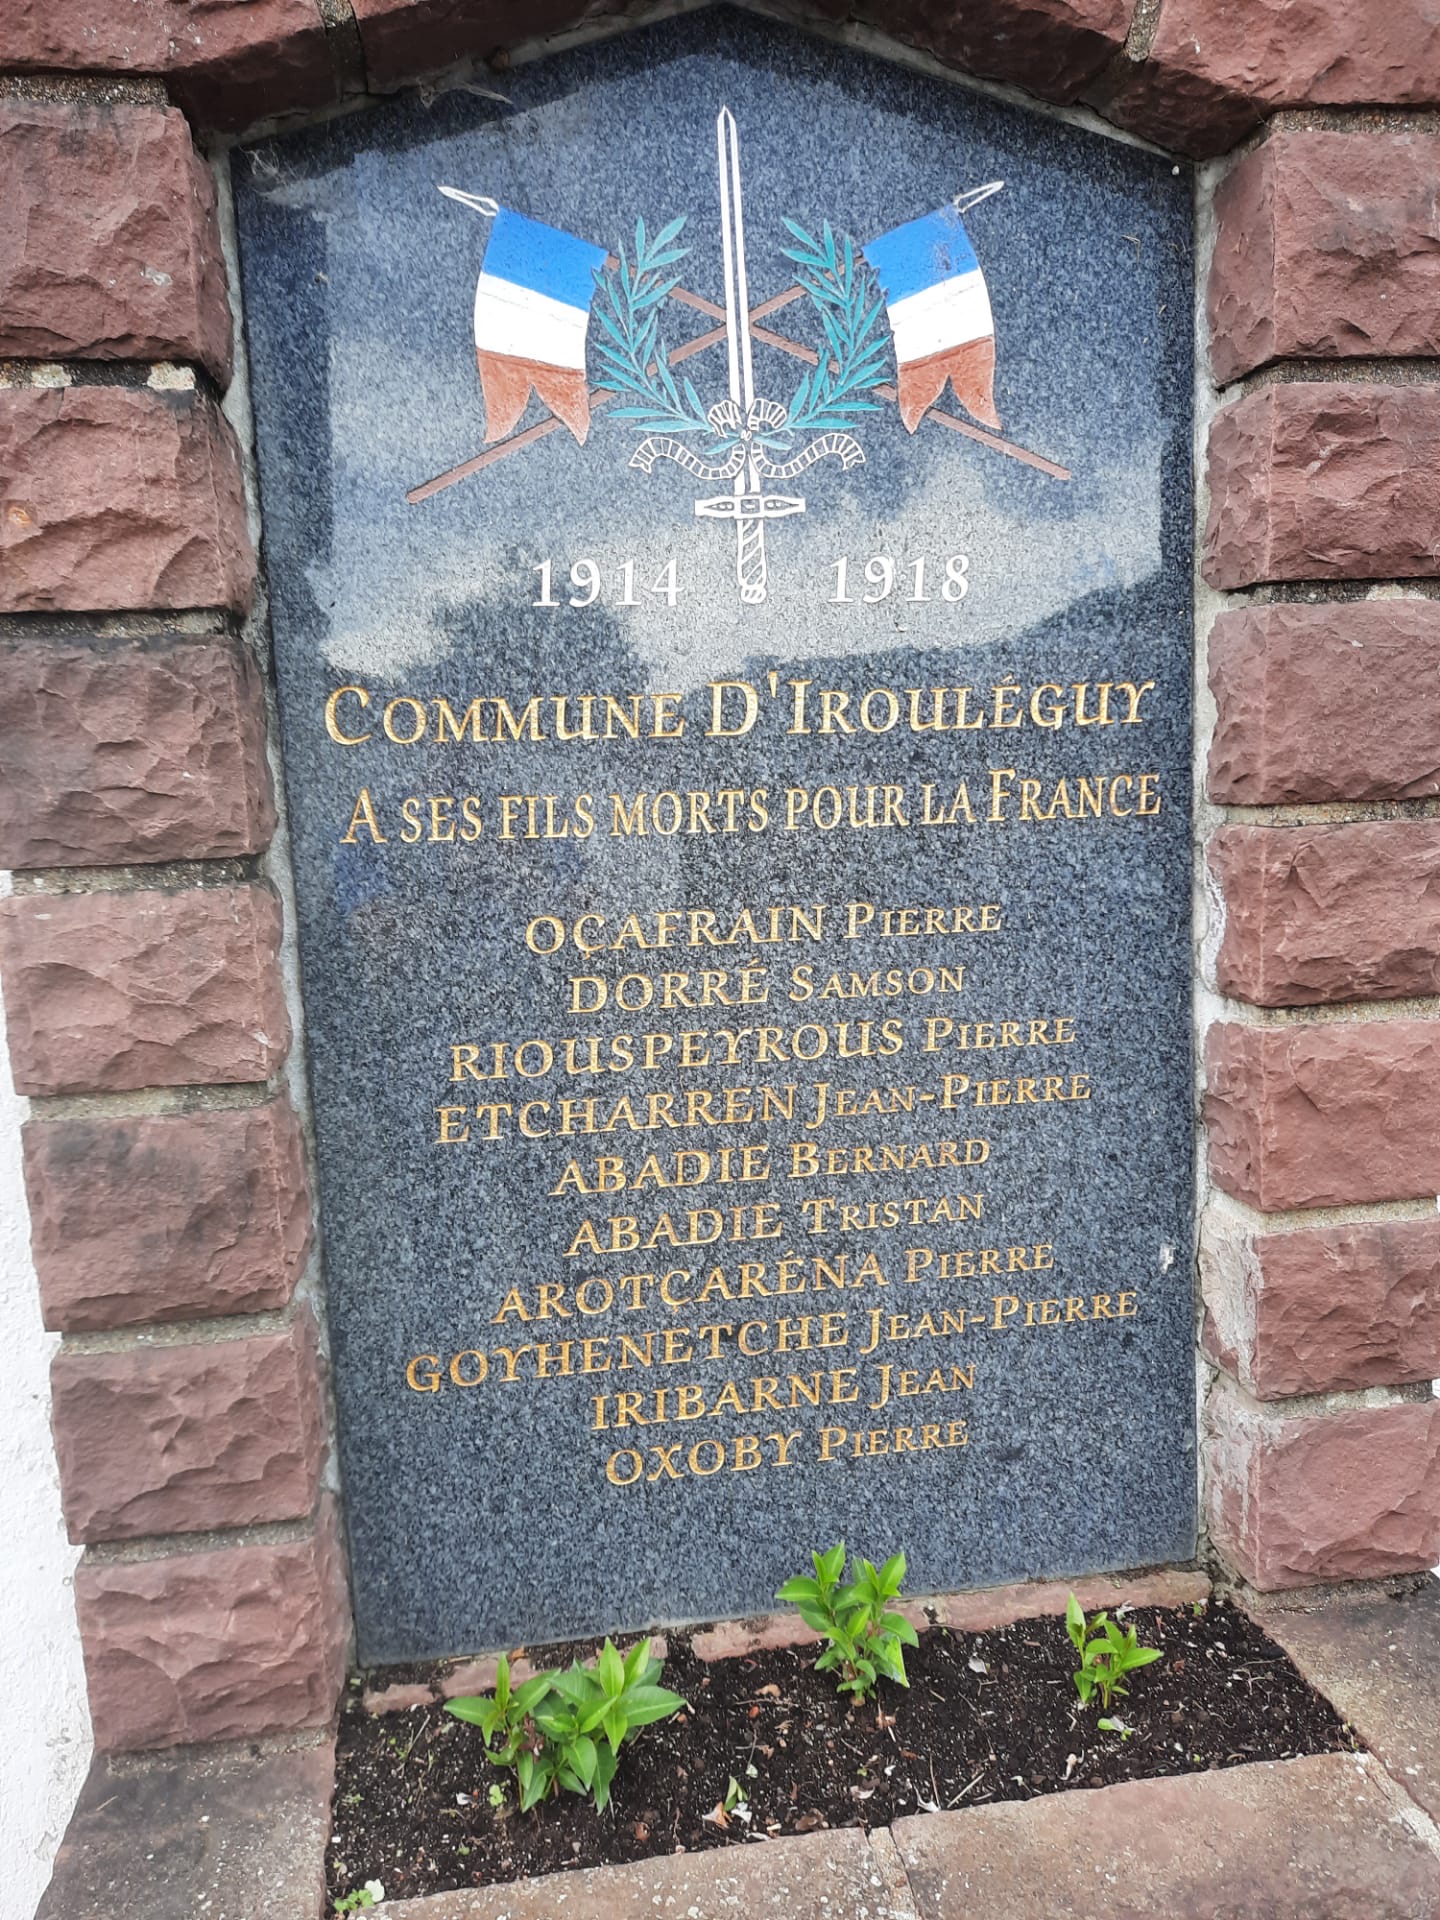 1914 1918
COMMUNE D'IROULÉGUY
A SES FILS MORTS POUR LA FRANCE
OÇAFRAIN PIERRE
DORRÉ SAMSON
RIOUSPEYROUS PIERRE
ETCHARREN JEAN-PIERRE
ABADIE BERNARD
ABADIE TRISTAN
AROTÇARÉNA PIERRE
GOYHENETCHE JEAN-PIERRE
IRIBARNE JEAN
OXOBY PIERRE